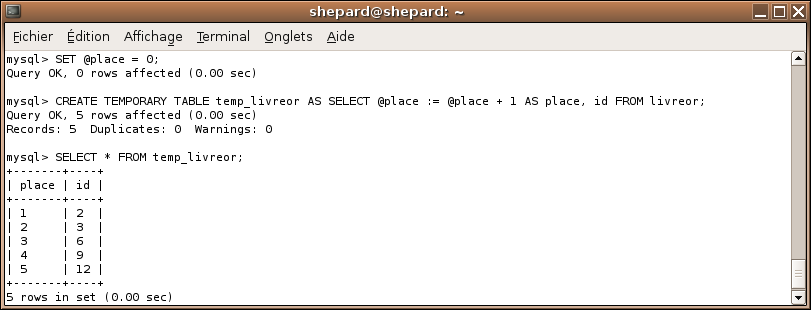 shepard@shepard: ~
Fichier Édition Affichage Terminal Onglets Aide
mysql> SET @place = 0;
Query OK, 0 rows affected (0.00 sec)
mysql> CREATE TEMPORARY TABLE temp_livreor AS SELECT @place := @place + 1 AS place, id FROM livreor;
Query OK, 5 rows affected (0.00 sec)
Records: 5  Duplicates: 0  Warnings: 0
mysql> SELECT * FROM temp_livreor;
+-------+----+
| place | id |
+-------+----+
| 1     | 2  |
| 2     | 3  |
| 3     | 6  |
| 4     | 9  |
| 5     | 12 |
+-------+----+
5 rows in set (0.00 sec)